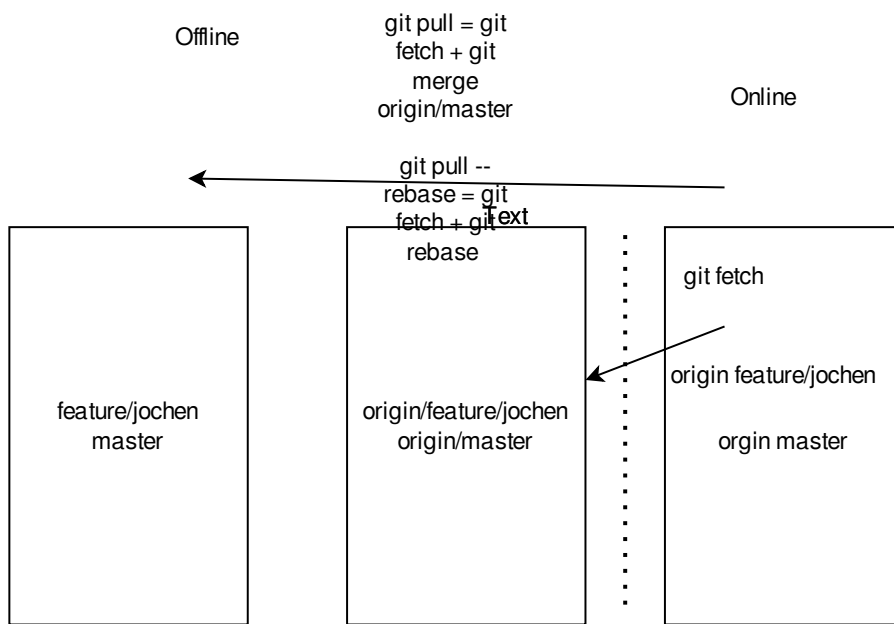 Offline
git pull = git
fetch + git
merge
origin/master
Online
git pull --
rebase = git
fetch + git
rebase
Text
git fetch
feature/jochen
master
origin/feature/jochen
origin/master
origin feature/jochen
orgin master